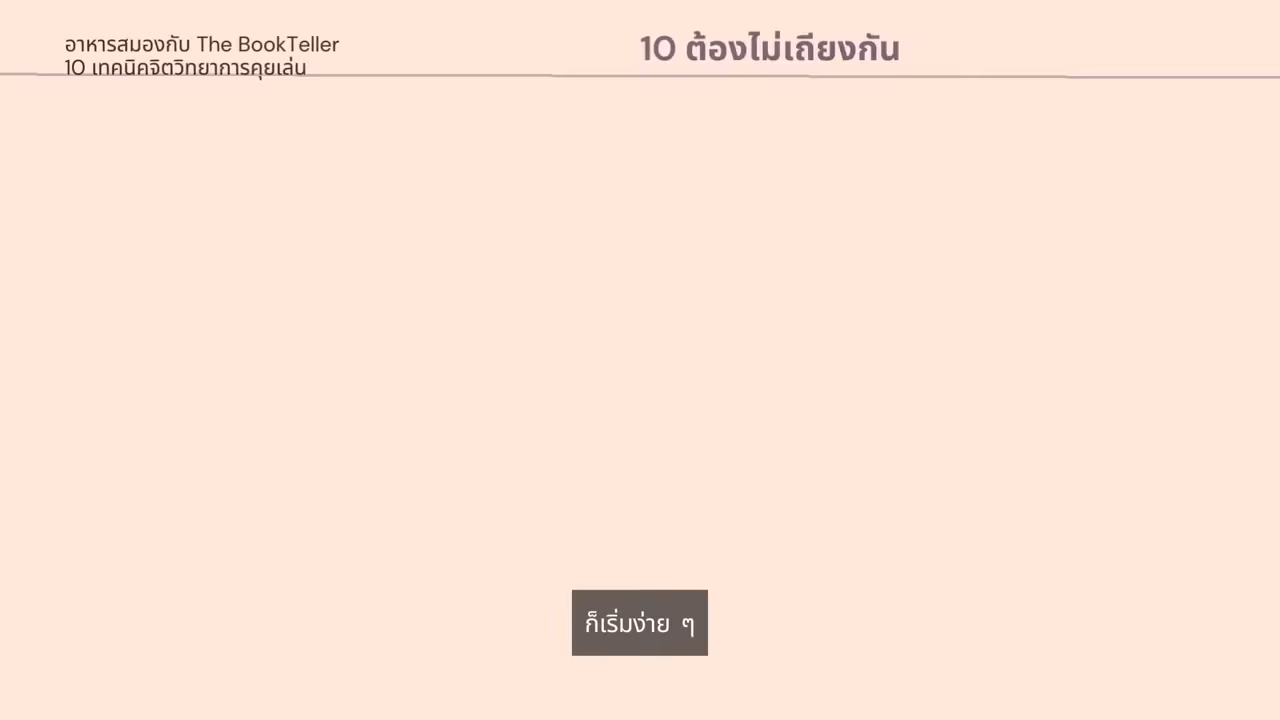 อาหารสมองกับ The BookTeller
10 เทคนิคจิตวิทยาการคุยเล่น
10 ต้องไม่เถียงกัน
ก็เริ่มง่าย ๆ